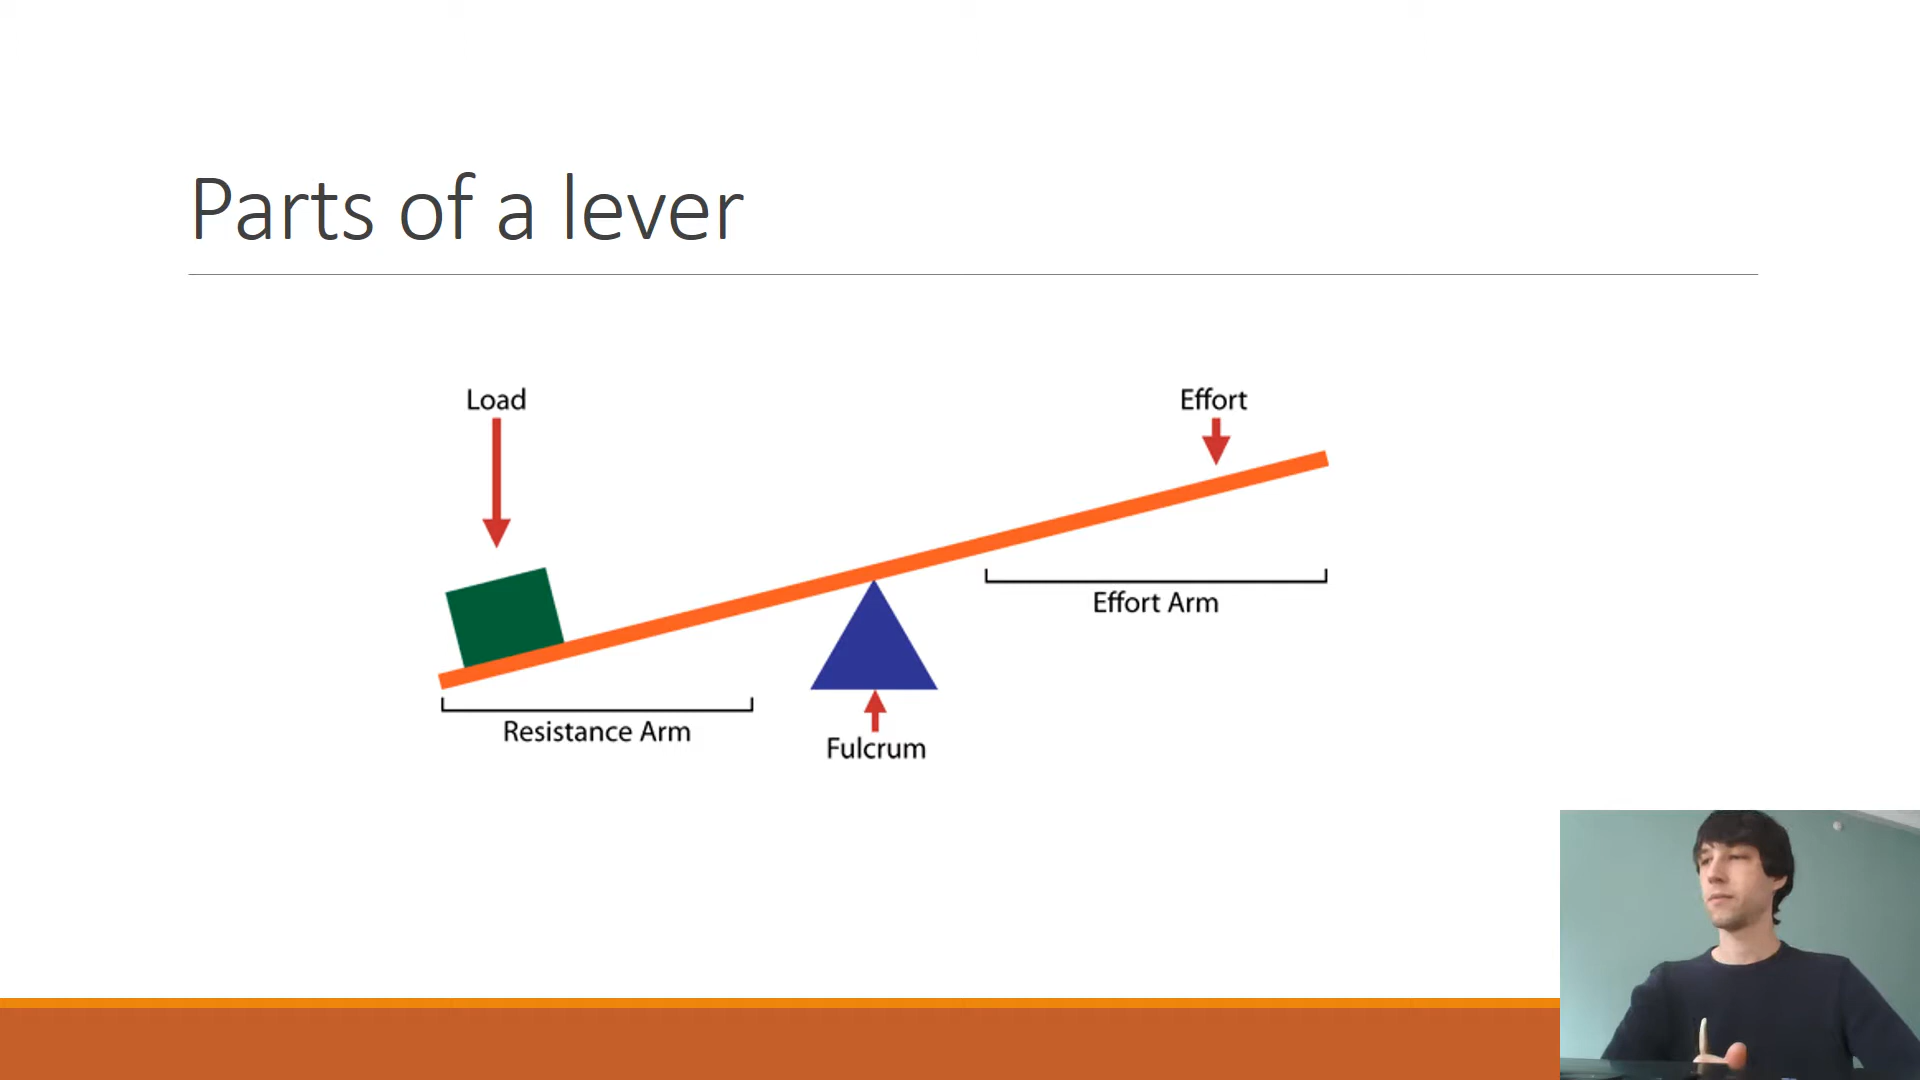 Parts of a lever
Load
Effort
Effort Arm
Resistance Arm
Fulcrum